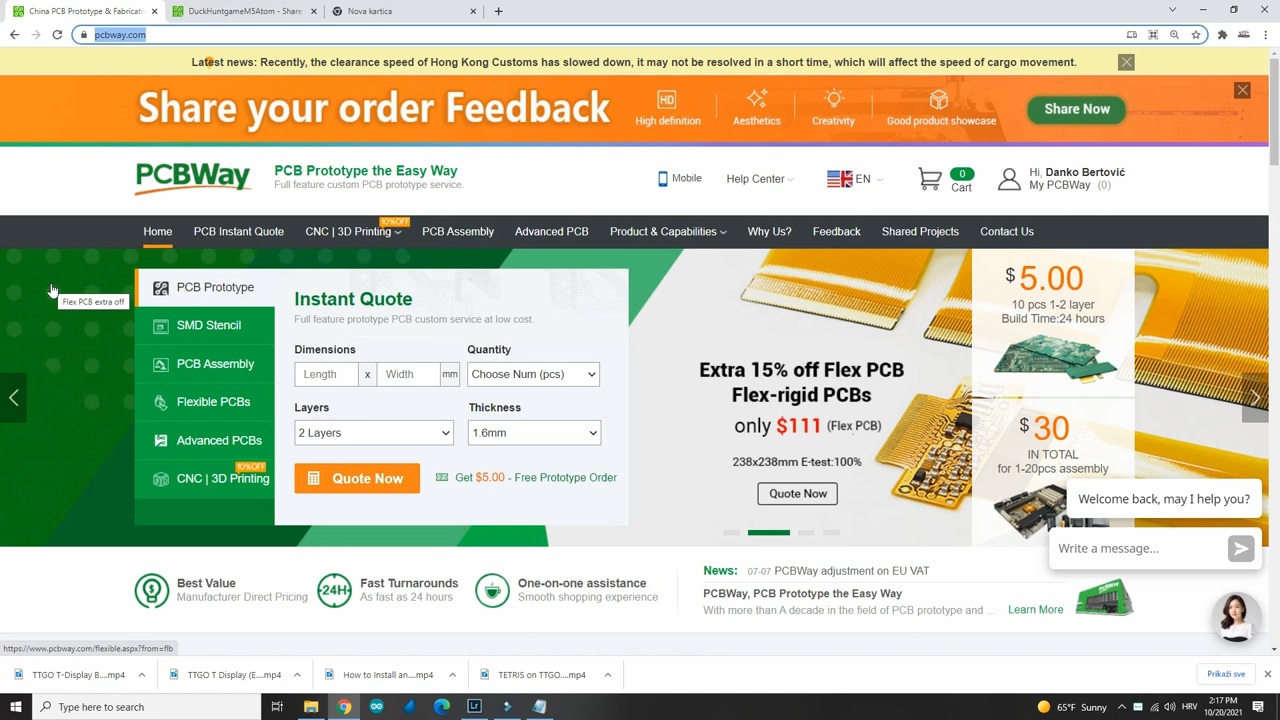 China PCB Prototype & Fabricati
DuckHuntgameM5Atom - Share
Nova kartica
pcbway.com
Latest news: Recently, the clearance speed of Hong Kong Customs has slowed down, it may not be resolved in a short time, which will affect the speed of cargo movement.
Share your order Feedback
HD
High definition
Aesthetics
Creativity
Good product showcase
Share Now
PCBWay
PCB Prototype the Easy Way
Full feature custom PCB prototype service.
Mobile
Help Center
EN
0
Cart
Hi, Danko Bertović
My PCBWay (0)
10%OFF
Home
PCB Instant Quote
CNC | 3D Printing
PCB Assembly
Advanced PCB
Product & Capabilities
Why Us?
Feedback
Shared Projects
Contact Us
Flex PCB extra off
PCB Prototype
SMD Stencil
PCB Assembly
Flexible PCBs
Advanced PCBs
10%OFF
CNC | 3D Printing
Instant Quote
Full feature prototype PCB custom service at low cost.
Dimensions
Quantity
Length x Width mm
Choose Num (pcs)
Layers
Thickness
2 Layers
1.6mm
Quote Now
Get $5.00 - Free Prototype Order
Extra 15% off Flex PCB
Flex-rigid PCBs
only $111 (Flex PCB)
238x238mm E-test:100%
Quote Now
$5.00
10 pcs 1-2 layer
Build Time:24 hours
$30
IN TOTAL
for 1-20pcs assembly
Welcome back, may I help you?
Write a message...
Best Value
Manufacturer Direct Pricing
24H+
Fast Turnarounds
As fast as 24 hours
One-on-one assistance
Smooth shopping experience
News: 07-07 PCBWay adjustment on EU VAT
PCBWay, PCB Prototype the Easy Way
With more than A decade in the field of PCB prototype and ...
Learn More
https://www.pcbway.com/flexible.aspx?from=flb
TTGO T-Display B....mp4
TTGO T Display (E....mp4
How to Install an....mp4
TETRIS on TTGO....mp4
Prikaži sve
Type here to search
65°F Sunny
HRV
2:17 PM
10/20/2021